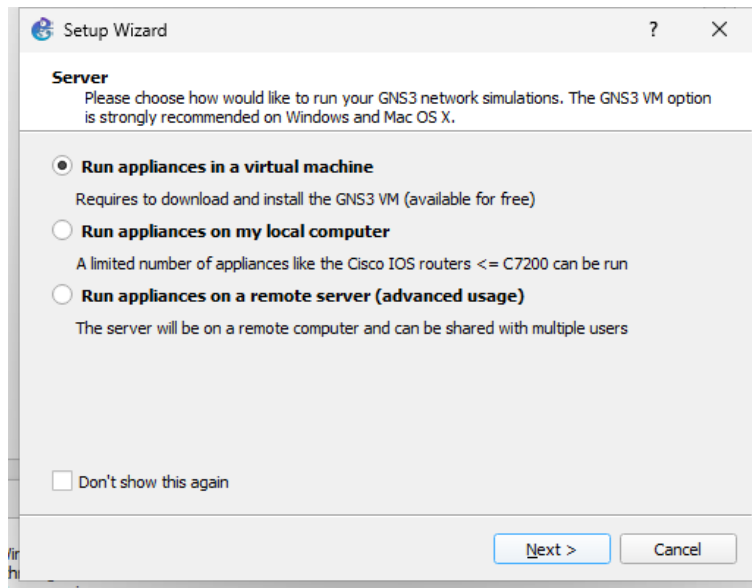 Setup Wizard
?
Server
Please choose how would like to run your GNS3 network simulations. The GNS3 VM option
is strongly recommended on Windows and Mac OS X.
Run appliances in a virtual machine
Requires to download and install the GNS3 VM (available for free)
Run appliances on my local computer
A limited number of appliances like the Cisco IOS routers <= C7200 can be run
Run appliances on a remote server (advanced usage)
The server will be on a remote computer and can be shared with multiple users
Don't show this again
Next >
Cancel